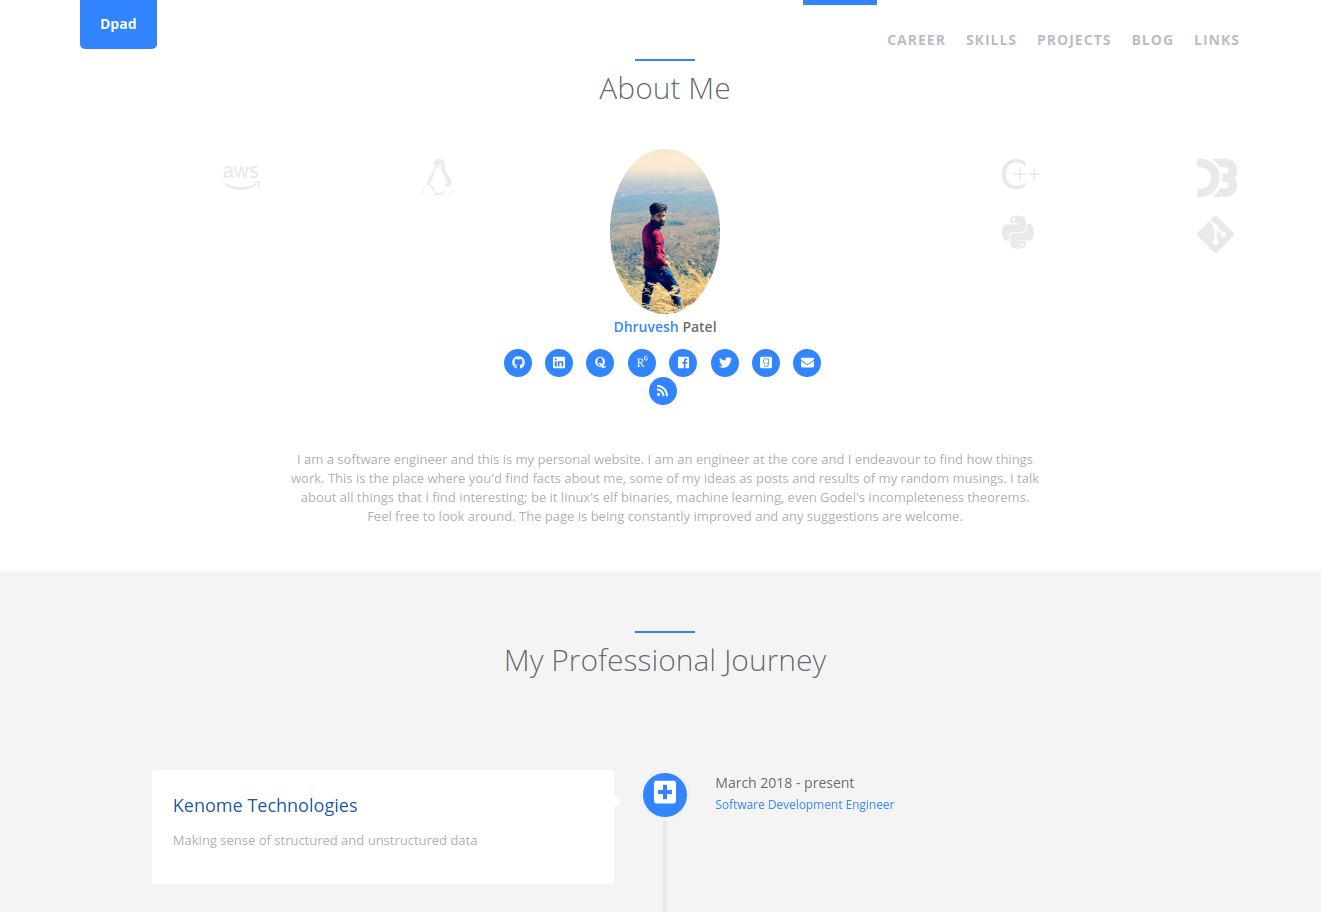 Dpad
CAREER SKILLS PROJECTS BLOG LINKS
About Me
aws
C++
Dhruvesh Patel
R G
I am a software engineer and this is my personal website. I am an engineer at the core and I endeavour to find how things
work. This is the place where you'd find facts about me, some of my ideas as posts and results of my random musings. I talk
about all things that I find interesting; be it linux's elf binaries, machine learning, even Godel's incompleteness theorems.
Feel free to look around. The page is being constantly improved and any suggestions are welcome.
My Professional Journey
Kenome Technologies
Making sense of structured and unstructured data
March 2018 - present
Software Development Engineer